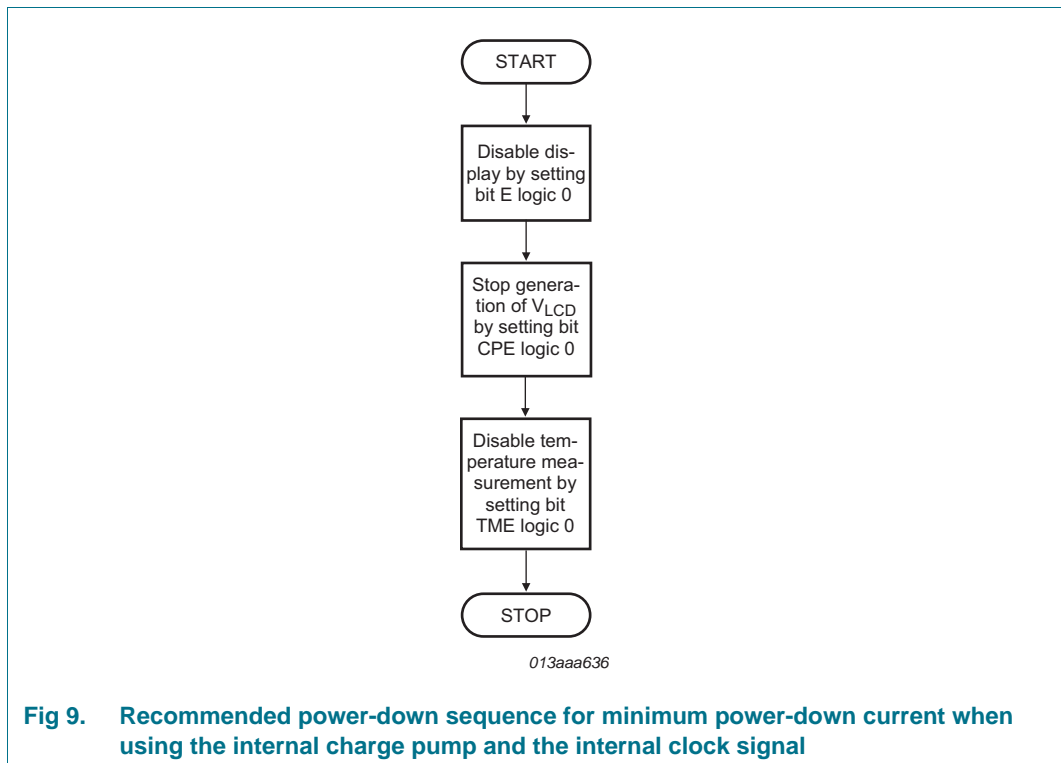 START
Disable dis-
play by setting
bit E logic 0
Stop genera-
tion of VLCD
by setting bit
CPE logic 0
Disable tem-
perature mea-
surement by
setting bit
TME logic 0
STOP
013aaa636
Fig 9. Recommended power-down sequence for minimum power-down current when
using the internal charge pump and the internal clock signal